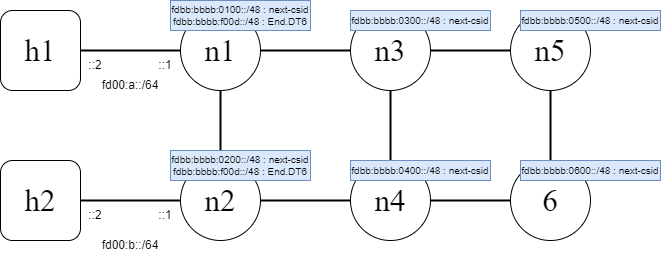 fdbb:bbbb:0100::/48 : next-csid
fdbb:bbbb:f00d::/48 : End.DT6
fdbb:bbbb:0300::/48 : next-csid
fdbb:bbbb:0500::/48 : next-csid
h1
n1
n3
n5
::2
::1
fd00:a::/64
fdbb:bbbb:0200::/48 : next-csid
fdbb:bbbb:f00d::/48 : End.DT6
fdbb:bbbb:0400::/48 : next-csid
fdbb:bbbb:0600::/48 : next-csid
h2
n2
n4
6
::2
::1
fd00:b::/64